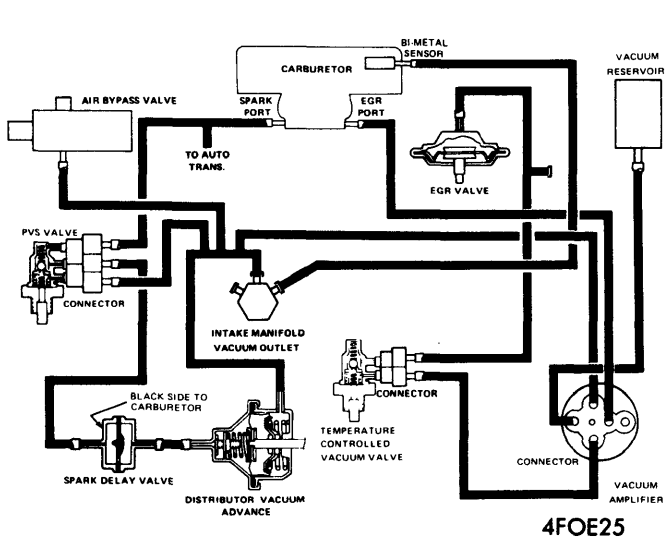 BI-METAL
SENSOR
CARBURETOR
VACUUM
RESERVOIR
AIR BYPASS VALVE
SPARK
PORT
EGR
PORT
TO AUTO
TRANS.
EGR VALVE
PVS VALVE
CONNECTOR
INTAKE MANIFOLD
VACUUM OUTLET
BLACK SIDE TO
CARBURETOR
CONNECTOR
TEMPERATURE
CONTROLLED
VACUUM VALVE
CONNECTOR
SPARK DELAY VALVE
DISTRIBUTOR VACUUM
ADVANCE
VACUUM
AMPLIFIER
4FOE25